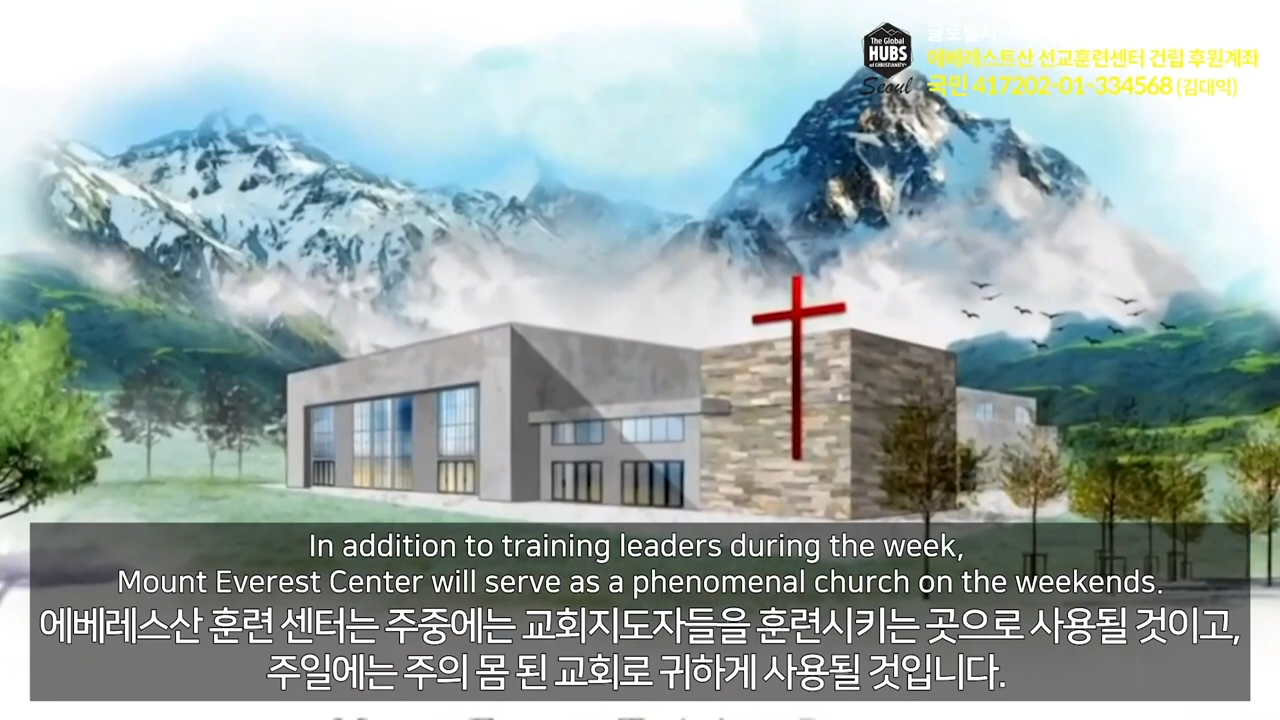 The Global
HUBS
of CHRISTIANITY
Seoul
에베레스트산 선교훈련센터 건립 후원계좌
국민 417202-01-334568 (김대익)
In addition to training leaders during the week,
Mount Everest Center will serve as a phenomenal church on the weekends.
에베레스산 훈련 센터는 주중에는 교회지도자들을 훈련시키는 곳으로 사용될 것이고,
주일에는 주의 몸 된 교회로 귀하게 사용될 것입니다.